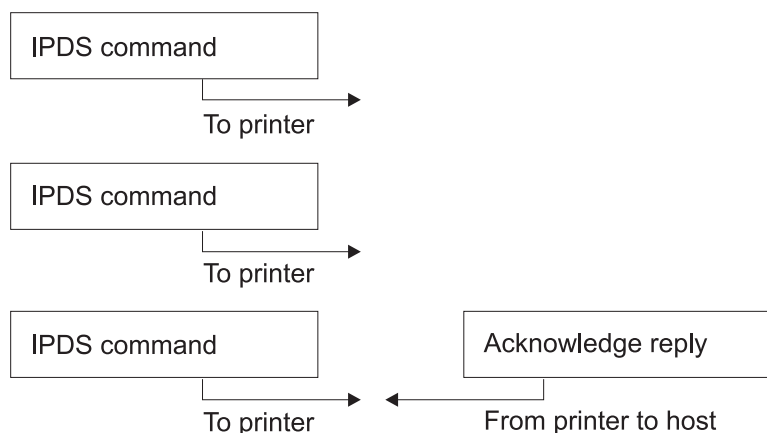 IPDS command
To printer
IPDS command
To printer
IPDS command
Acknowledge reply
To printer
From printer to host